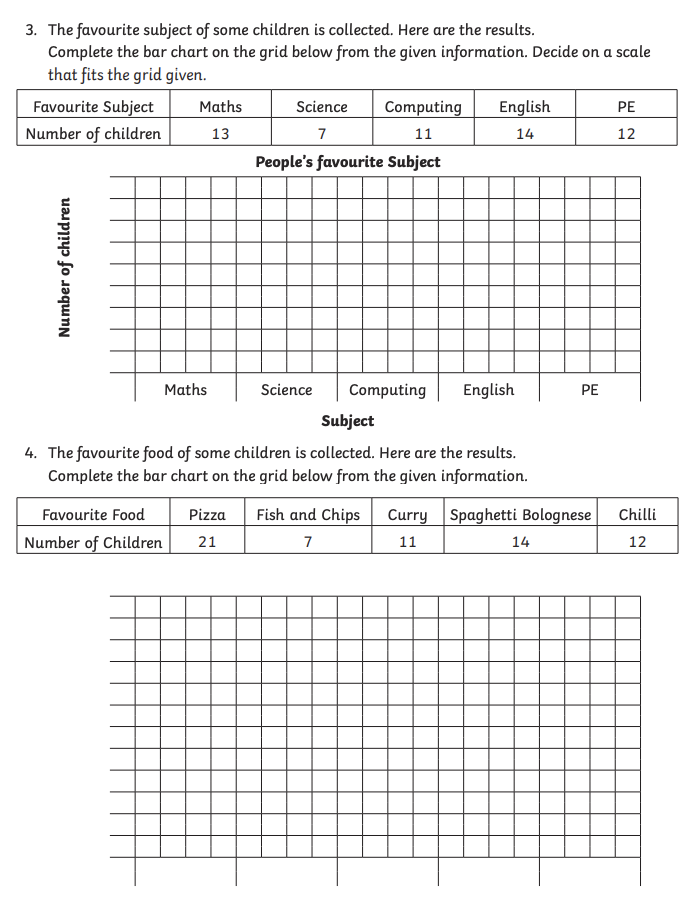 3. The favourite subject of some children is collected. Here are the results.
Complete the bar chart on the grid below from the given information. Decide on a scale
that fits the grid given.
Favourite Subject Maths Science Computing English PE
Number of children 13 7 11 14 12
People's favourite Subject
Number of children
Maths Science Computing English PE
Subject
4. The favourite food of some children is collected. Here are the results.
Complete the bar chart on the grid below from the given information.
Favourite Food Pizza Fish and Chips Curry Spaghetti Bolognese Chilli
Number of Children 21 7 11 14 12